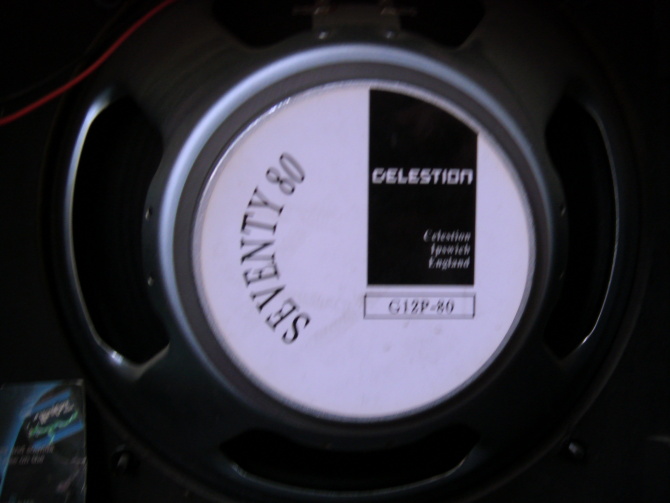 SEVENTY 80
CELESTION
Celestion
Ipswich
England
G12P-80